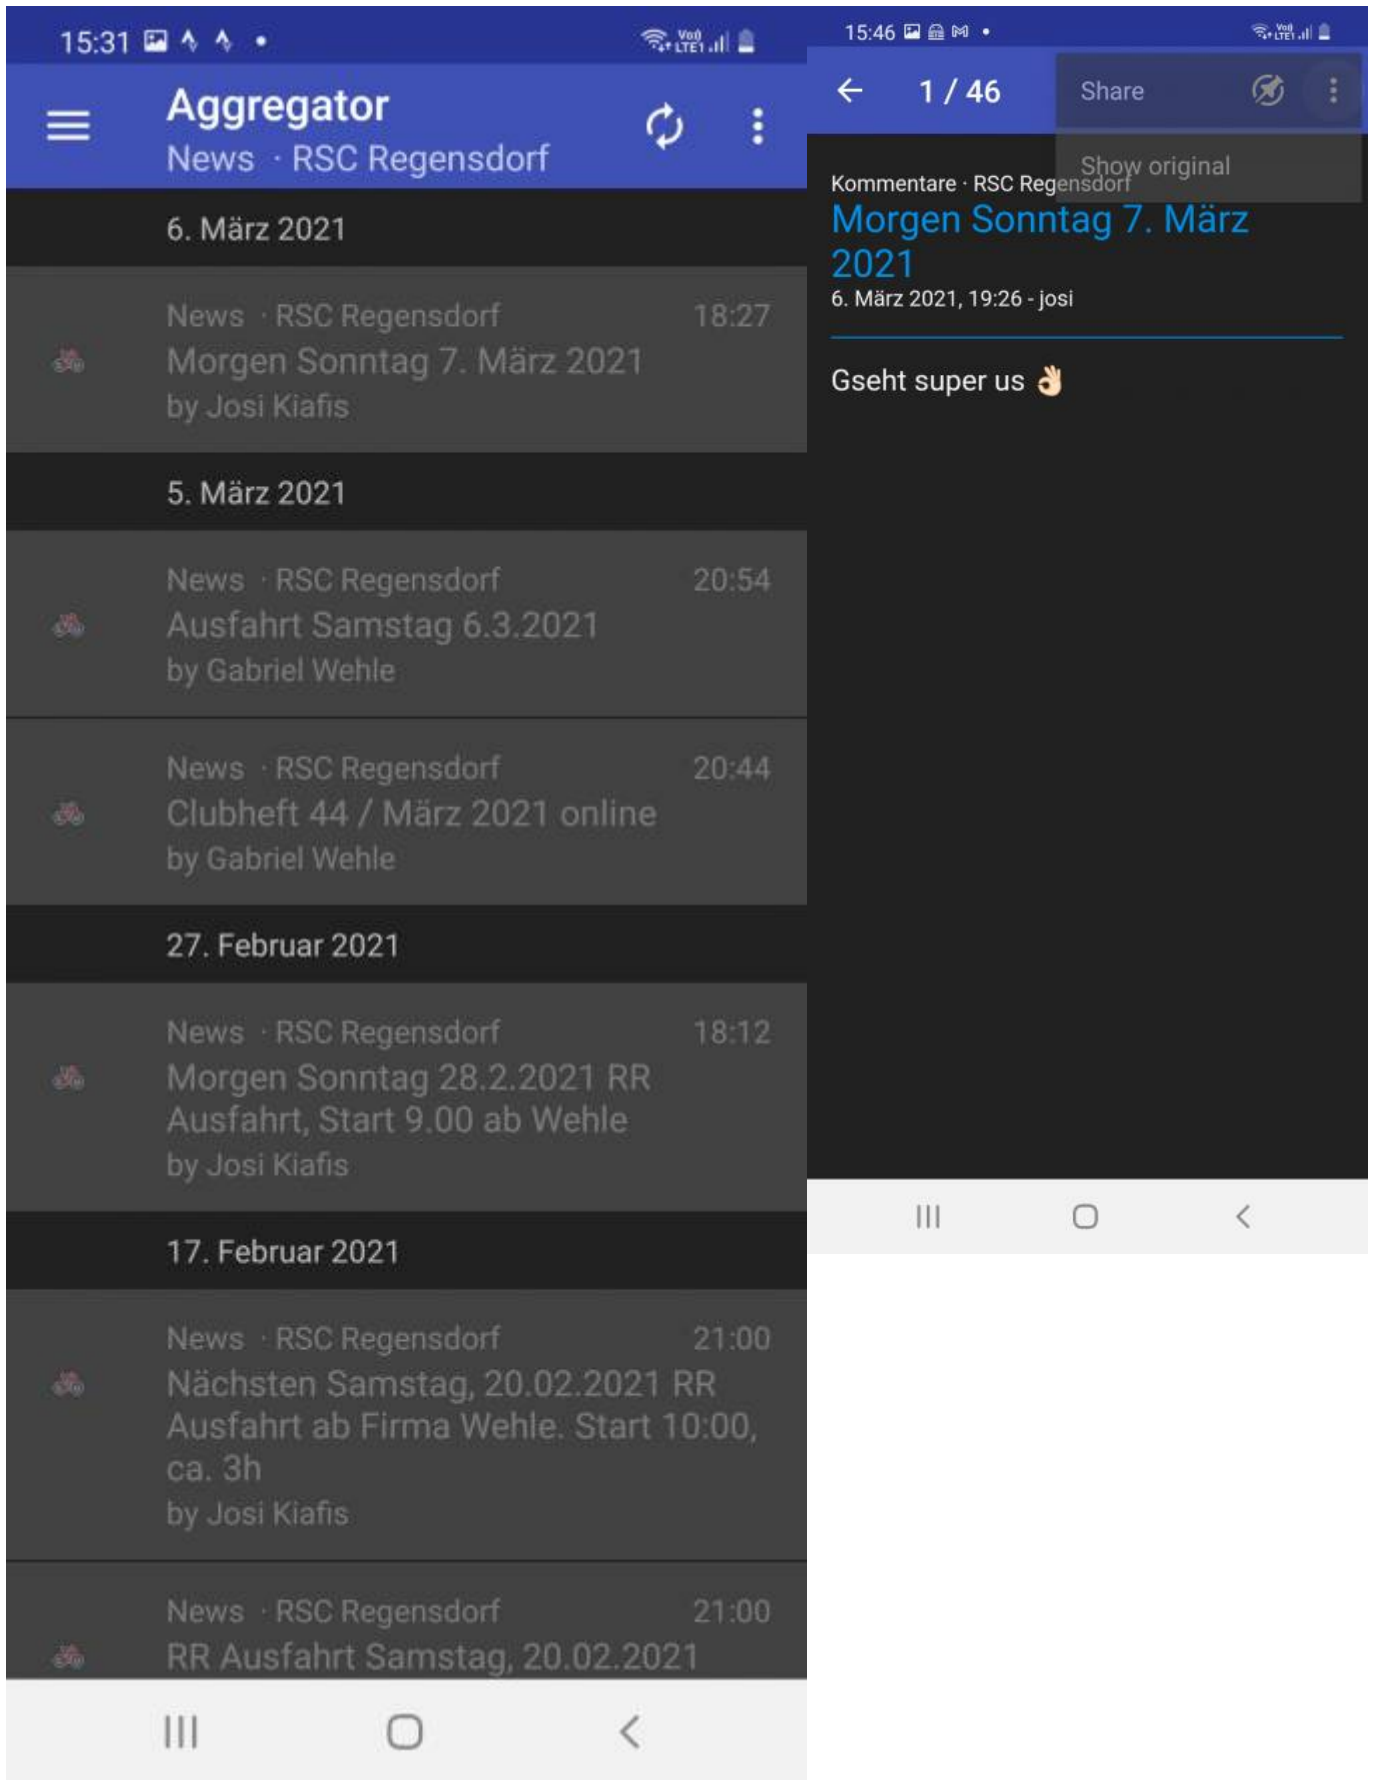 15:31
Aggregator
News · RSC Regensdorf
6. März 2021
News · RSC Regensdorf 18:27
Morgen Sonntag 7. März 2021
by Josi Kiafis
5. März 2021
News · RSC Regensdorf 20:54
Ausfahrt Samstag 6.3.2021
by Gabriel Wehle
News · RSC Regensdorf 20:44
Clubheft 44 / März 2021 online
by Gabriel Wehle
27. Februar 2021
News · RSC Regensdorf 18:12
Morgen Sonntag 28.2.2021 RR
Ausfahrt, Start 9.00 ab Wehle
by Josi Kiafis
17. Februar 2021
News · RSC Regensdorf 21:00
Nächsten Samstag, 20.02.2021 RR
Ausfahrt ab Firma Wehle. Start 10:00,
ca. 3h
by Josi Kiafis
News · RSC Regensdorf 21:00
RR Ausfahrt Samstag, 20.02.2021
15:46
1 / 46
Share
Show original
Kommentare · RSC Regensdorf
Morgen Sonntag 7. März
2021
6. März 2021, 19:26 - josi
Gseht super us 👌🏻